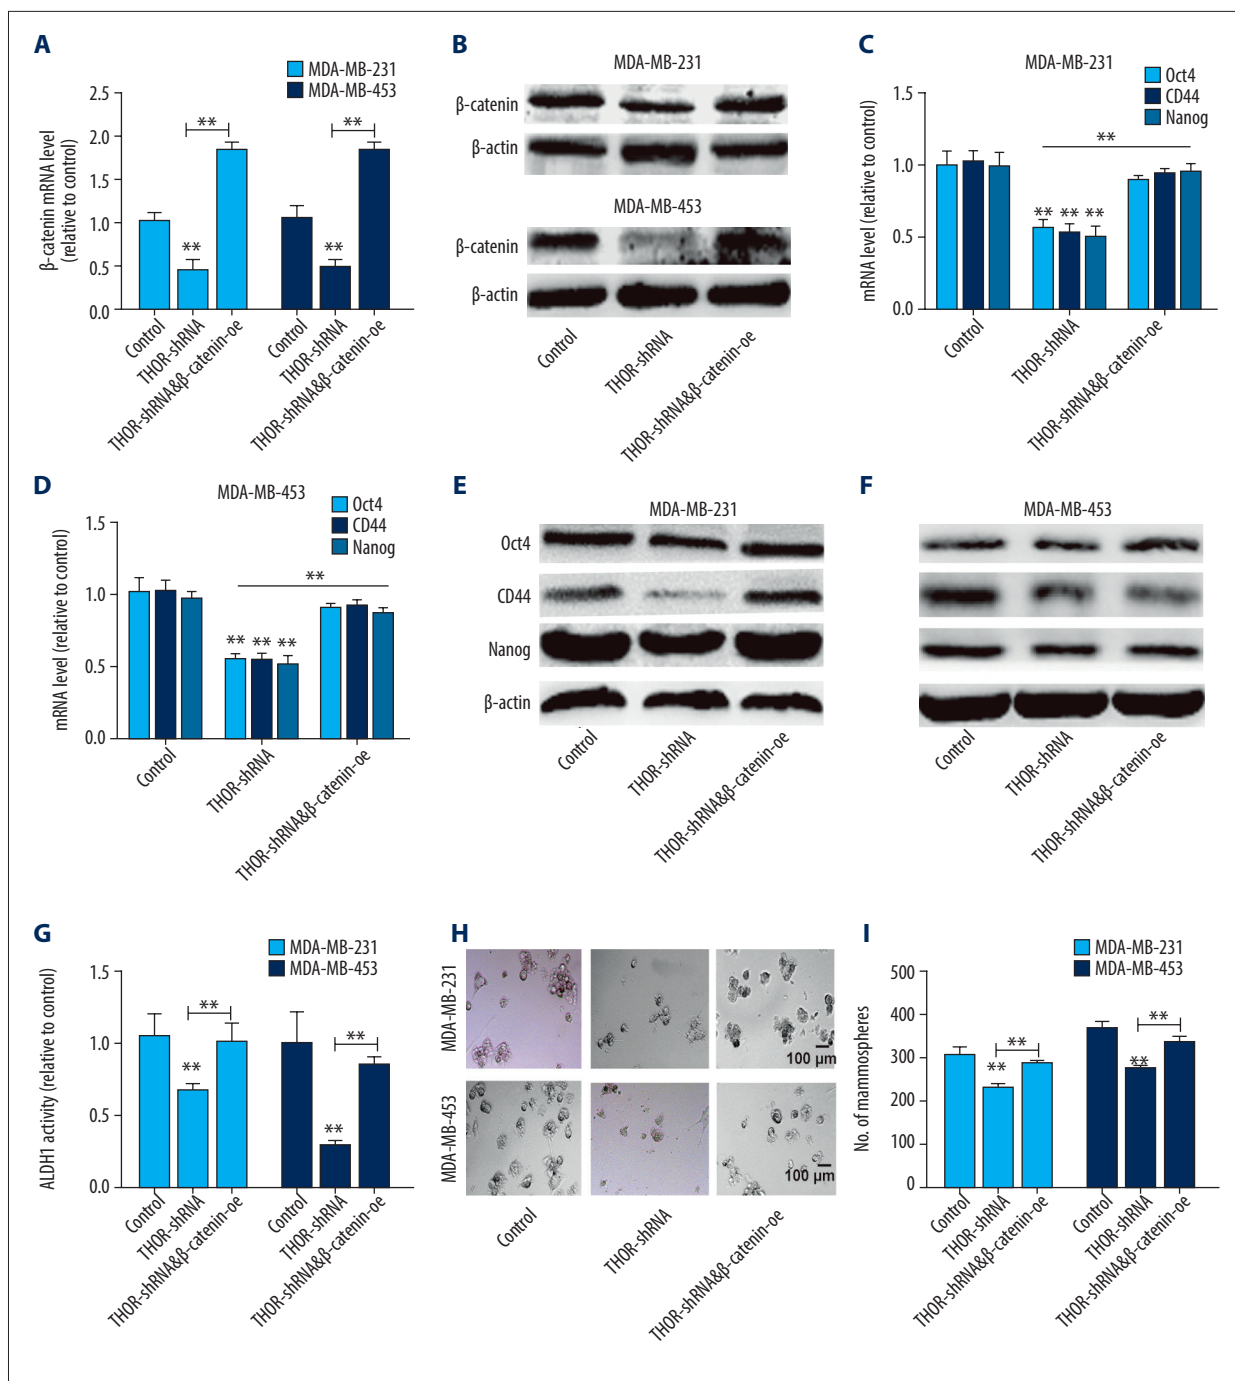 A
MDA-MB-231
MDA-MB-453
β-catenin mRNA level
(relative to control)
2.5
2.0
1.5
1.0
0.5
0.0
**
**
**
**
Control
THOR-shRNA
THOR-shRNA&β-catenin-oe
Control
THOR-shRNA
THOR-shRNA&β-catenin-oe
B
MDA-MB-231
β-catenin
β-actin
MDA-MB-453
β-catenin
β-actin
Control
THOR-shRNA
THOR-shRNA&β-catenin-oe
C
MDA-MB-231
Oct4
CD44
Nanog
mRNA level (relative to control)
1.5
1.0
0.5
0.0
**
** ** **
Control
THOR-shRNA
THOR-shRNA&β-catenin-oe
D
MDA-MB-453
Oct4
CD44
Nanog
mRNA level (relative to control)
1.5
1.0
0.5
0.0
**
** ** **
Control
THOR-shRNA
THOR-shRNA&β-catenin-oe
E
MDA-MB-231
Oct4
CD44
Nanog
β-actin
Control
THOR-shRNA
THOR-shRNA&β-catenin-oe
F
MDA-MB-453
Control
THOR-shRNA
THOR-shRNA&β-catenin-oe
G
MDA-MB-231
MDA-MB-453
ALDH1 activity (relative to control)
1.5
1.0
0.5
0.0
**
**
**
**
Control
THOR-shRNA
THOR-shRNA&β-catenin-oe
Control
THOR-shRNA
THOR-shRNA&β-catenin-oe
H
MDA-MB-231
100 µm
MDA-MB-453
100 µm
Control
THOR-shRNA
THOR-shRNA&β-catenin-oe
I
MDA-MB-231
MDA-MB-453
No. of mammospheres
500
400
300
200
100
0
**
**
**
**
Control
THOR-shRNA
THOR-shRNA&β-catenin-oe
Control
THOR-shRNA
THOR-shRNA&β-catenin-oe